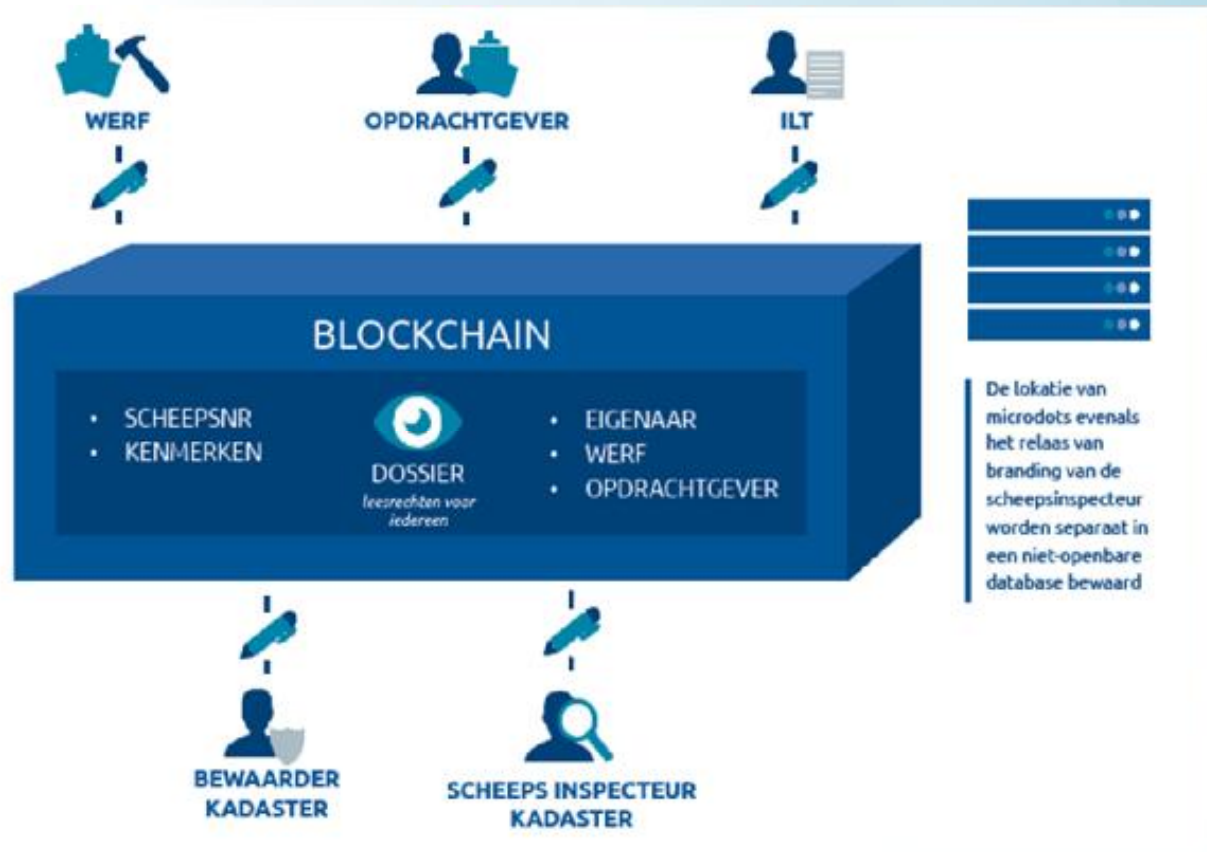 WERF
OPDRACHTGEVER
ILT
BLOCKCHAIN
• SCHEEPSNR
• KENMERKEN
DOSSIER
leesrechten voor
iedereen
• EIGENAAR
• WERF
• OPDRACHTGEVER
De lokatie van
microdots evenals
het relaas van
branding van de
scheepsinspecteur
worden separaat in
een niet-openbare
database bewaard
BEWAARDER
KADASTER
SCHEEPS INSPECTEUR
KADASTER